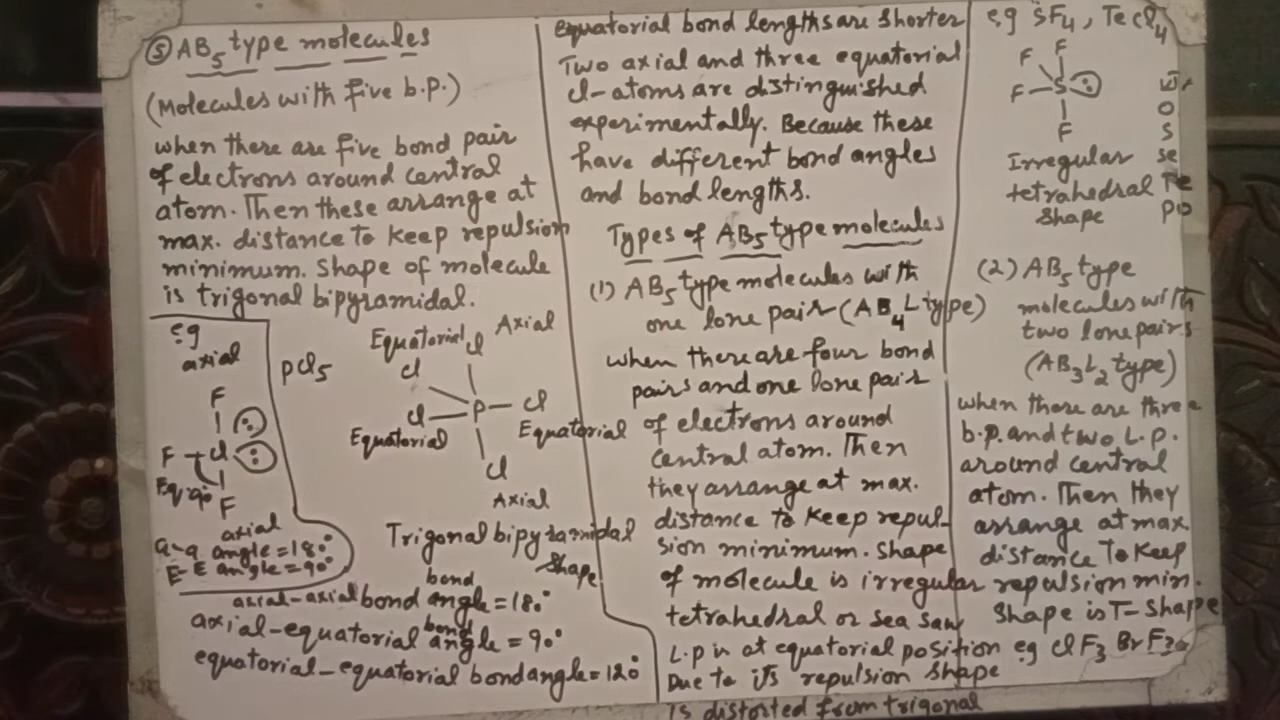 (5) AB5 type molecules
(Molecules with five b.p.)
when there are five bond pair
of electrons around central
atom. Then these arrange at
max. distance to keep repulsion
minimum. Shape of molecule
is trigonal bipyramidal.
e.g
axial
F
F Cl
Eq 90°
F
axial
a-a angle = 180°
E-E angle = 90°
PCl5
Equatorial Cl Axial
Cl
Cl P Cl
Equatorial Equatorial
Cl
Axial
Trigonal bipyramidal
Shape
axial-axial bond angle = 180°
axial-equatorial bond angle = 90°
equatorial-equatorial bond angle = 120°
equatorial bond lengths are shorter
Two axial and three equatorial
cl-atoms are distinguished
experimentally. Because these
have different bond angles
and bond lengths.
Types of AB5 type molecules
(1) AB5 type molecules with
one lone pair (AB4L type)
when there are four bond
pairs and one lone pair
of electrons around
central atom. Then
they arrange at max.
distance to keep repul-
sion minimum. Shape
of molecule is irregular
tetrahedral or sea saw
L.p is at equatorial position
Due to its repulsion shape
is distorted from trigonal
e.g SF4, TeCl4
F F
F S
F
O
S
Se
Te
Po
Irregular
tetrahedral
Shape
(2) AB5 type
molecules with
two lone pairs
(AB3L2 type)
when there are three
b.p. and two L.p.
around central
atom. Then they
arrange at max.
distance To keep
repulsion min.
Shape is T-shape
eg ClF3 BrF3